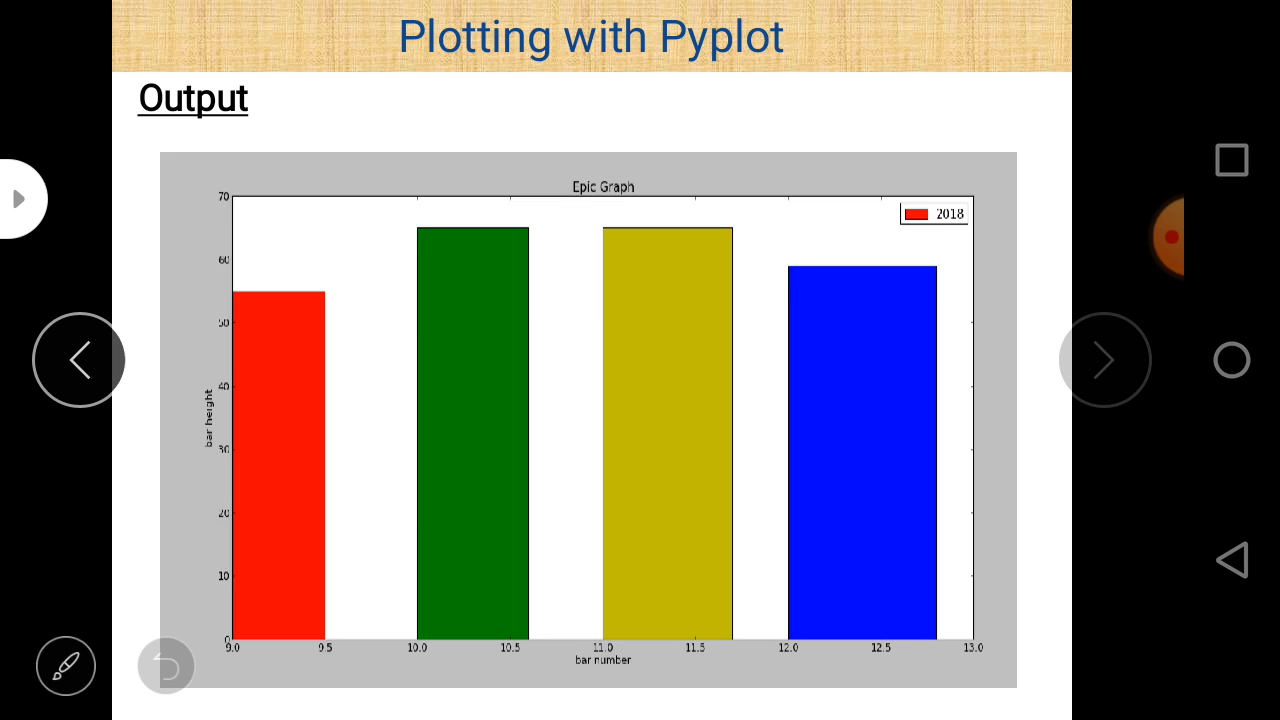 Plotting with Pyplot
Output
Epic Graph
2018
70
60
50
40
30
20
10
0
bar height
9.0 9.5 10.0 10.5 11.0 11.5 12.0 12.5 13.0
bar number